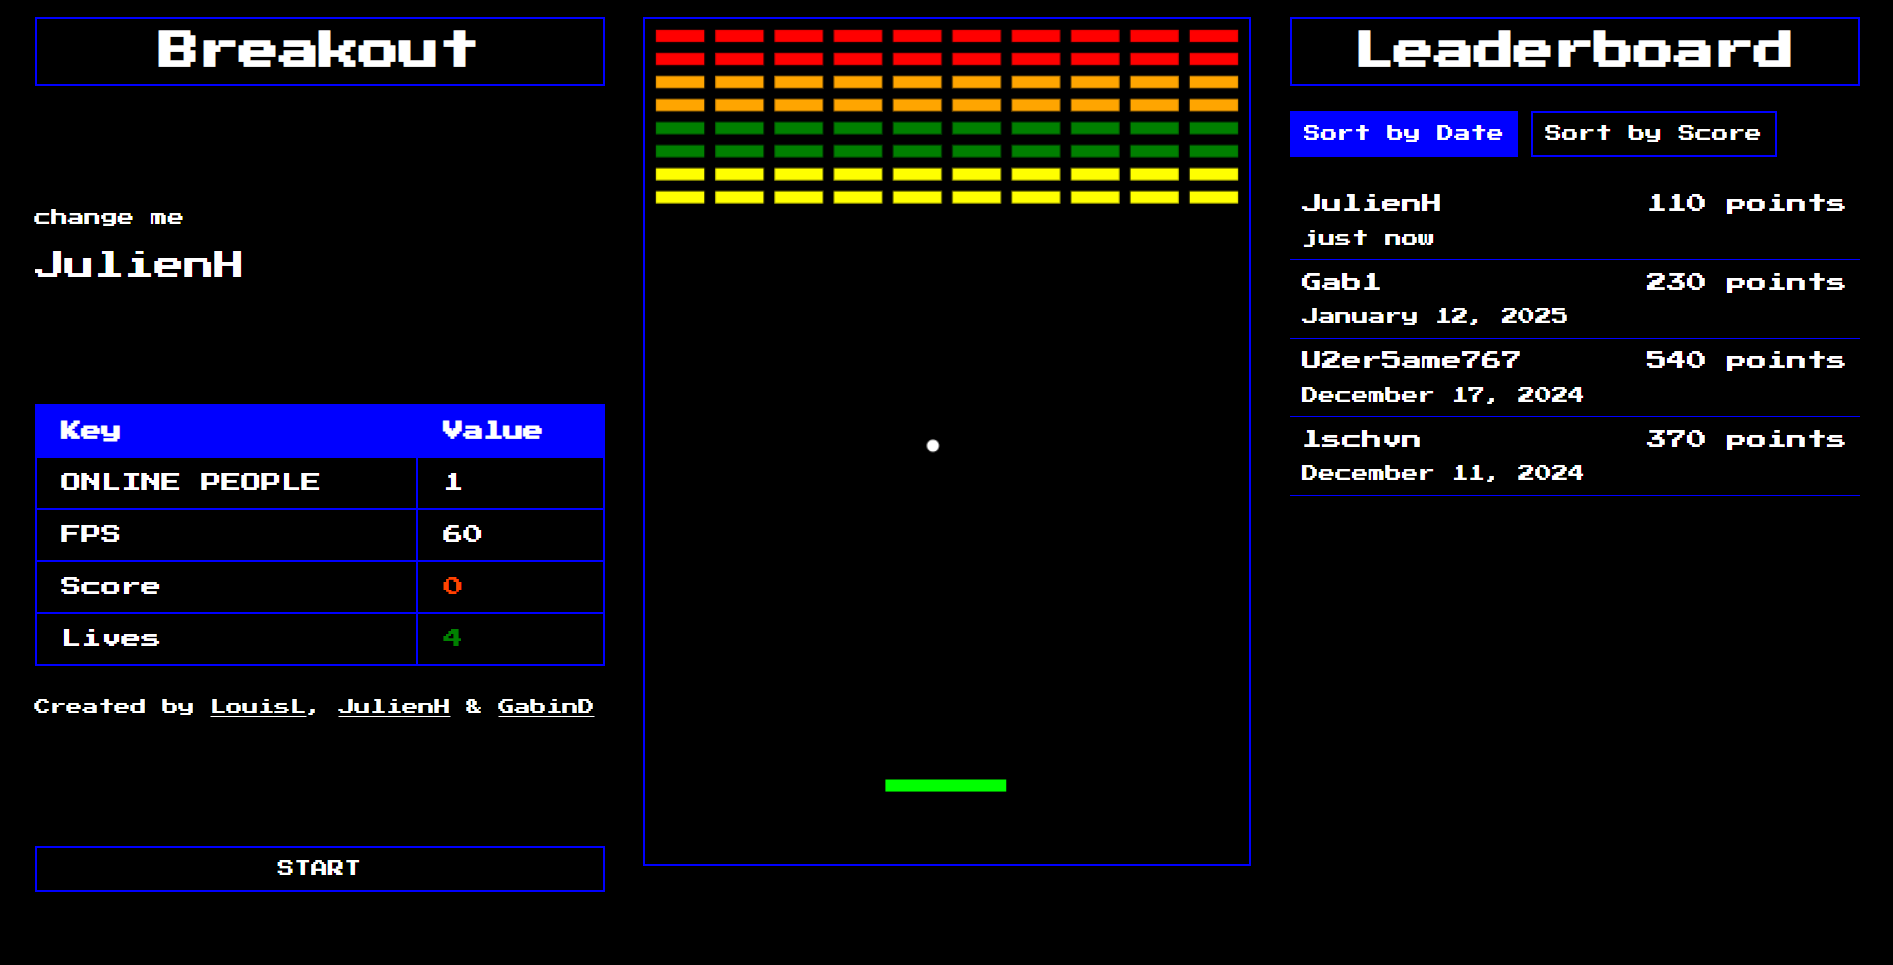 Breakout
change me
JulienH
Key Value
ONLINE PEOPLE 1
FPS 60
Score 0
Lives 4
Created by LouisL, JulienH & GabinD
START
Leaderboard
Sort by Date Sort by Score
JulienH 110 points
just now
Gab1 230 points
January 12, 2025
U2er5ame767 540 points
December 17, 2024
lschvn 370 points
December 11, 2024